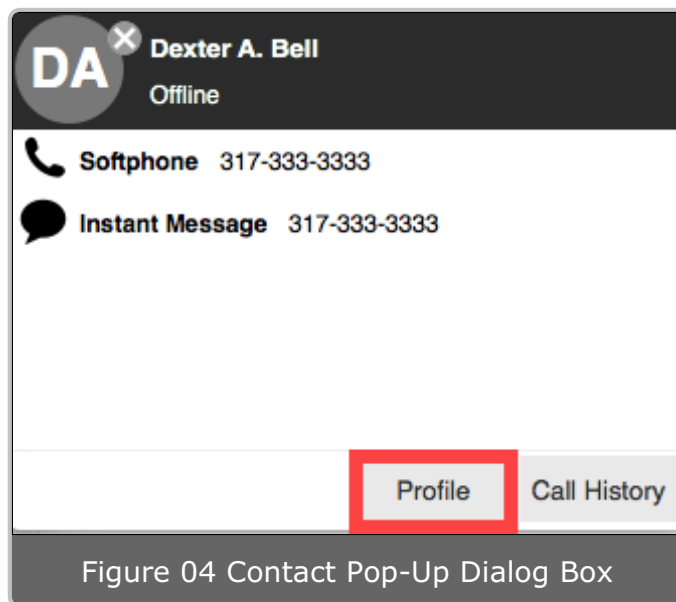 DA
Dexter A. Bell
Offline
Softphone 317-333-3333
Instant Message 317-333-3333
Profile Call History
Figure 04 Contact Pop-Up Dialog Box